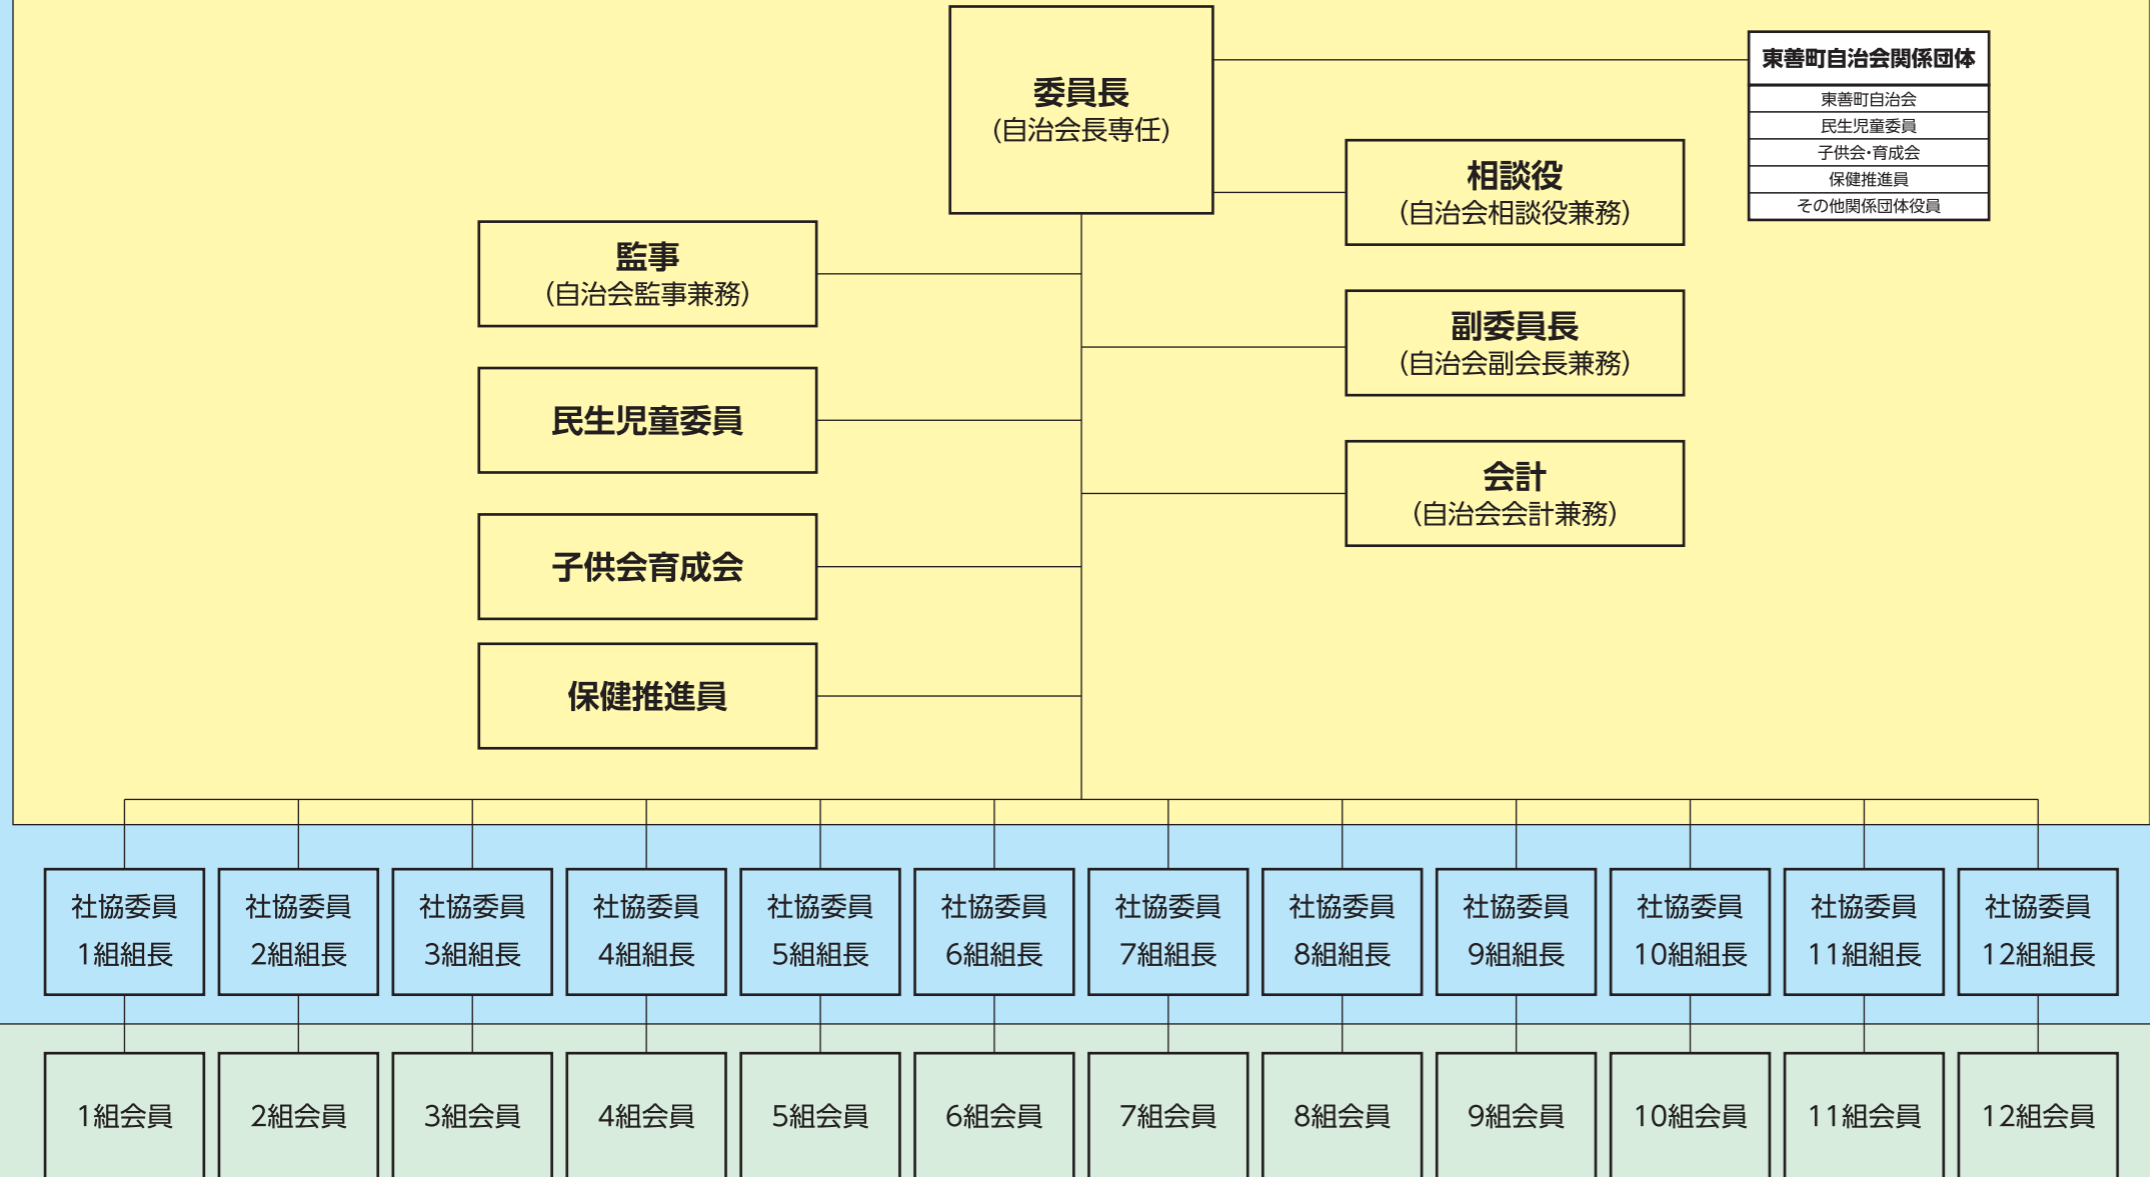 委員長
(自治会長専任)
東善町自治会関係団体
東善町自治会
民生児童委員
子供会・育成会
保健推進員
その他関係団体役員
相談役
(自治会相談役兼務)
監事
(自治会監事兼務)
副委員長
(自治会副会長兼務)
民生児童委員
会計
(自治会会計兼務)
子供会育成会
保健推進員
社協委員
1組組長
社協委員
2組組長
社協委員
3組組長
社協委員
4組組長
社協委員
5組組長
社協委員
6組組長
社協委員
7組組長
社協委員
8組組長
社協委員
9組組長
社協委員
10組組長
社協委員
11組組長
社協委員
12組組長
1組会員
2組会員
3組会員
4組会員
5組会員
6組会員
7組会員
8組会員
9組会員
10組会員
11組会員
12組会員